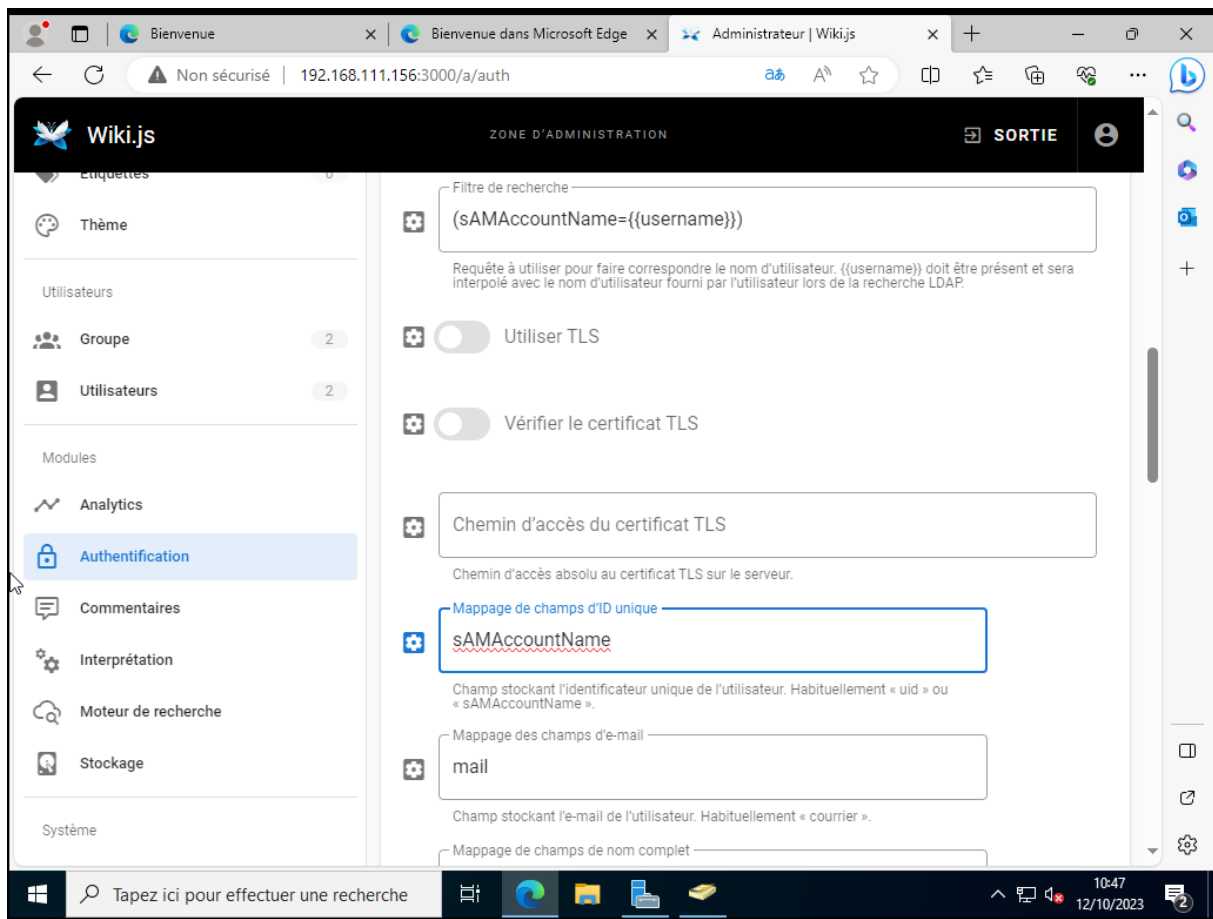 Bienvenue
Bienvenue dans Microsoft Edge
Administrateur | Wiki.js
Non sécurisé
192.168.111.156:3000/a/auth
Wiki.js
ZONE D'ADMINISTRATION
SORTIE
Etiquettes
0
Thème
Utilisateurs
Groupe
2
Utilisateurs
2
Modules
Analytics
Authentification
Commentaires
Interprétation
Moteur de recherche
Stockage
Système
Filtre de recherche
(sAMAccountName={{username}})
Requête à utiliser pour faire correspondre le nom d'utilisateur. {{username}} doit être présent et sera
interpolé avec le nom d'utilisateur fourni par l'utilisateur lors de la recherche LDAP.
Utiliser TLS
Vérifier le certificat TLS
Chemin d'accès du certificat TLS
Chemin d'accès absolu au certificat TLS sur le serveur.
Mappage de champs d'ID unique
sAMAccountName
Champ stockant l'identificateur unique de l'utilisateur. Habituellement « uid » ou
« sAMAccountName ».
Mappage des champs d'e-mail
mail
Champ stockant l'e-mail de l'utilisateur. Habituellement « courrier ».
Mappage de champs de nom complet
Tapez ici pour effectuer une recherche
10:47
12/10/2023
2